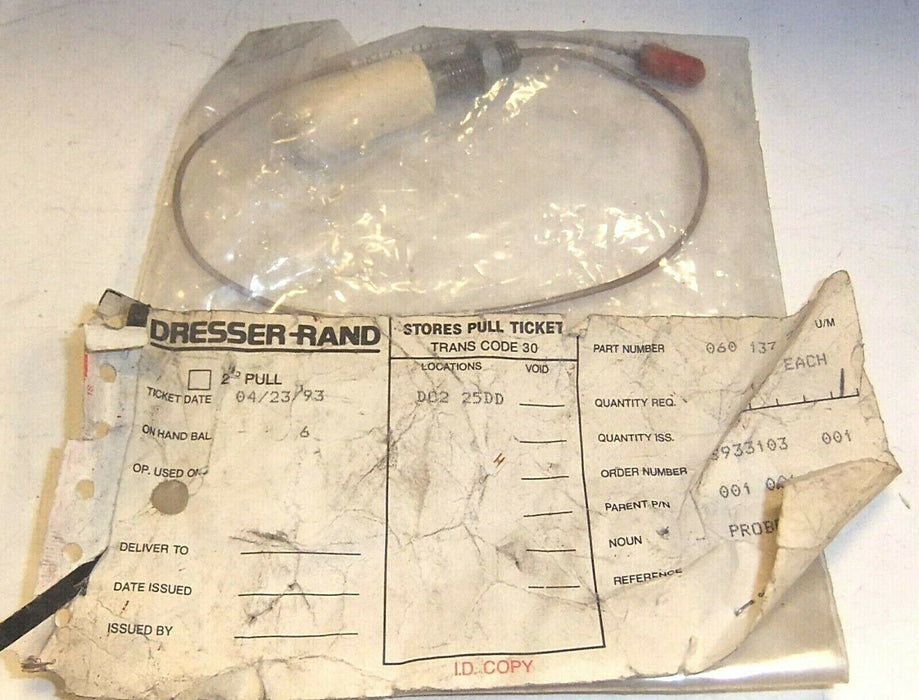 DRESSER-RAND
STORES PULL TICKET
TRANS CODE 30
2ND PULL
TICKET DATE 04/23/93
ON HAND BAL 6
OP. USED ON
DELIVER TO
DATE ISSUED
ISSUED BY
LOCATIONS VOID
DC2 25DD
PART NUMBER 060 137
U/M
EACH
QUANTITY REQ.
QUANTITY ISS.
933103 001
ORDER NUMBER
001
PARENT P/N
NOUN PROBE
REFERENCE
I.D. COPY